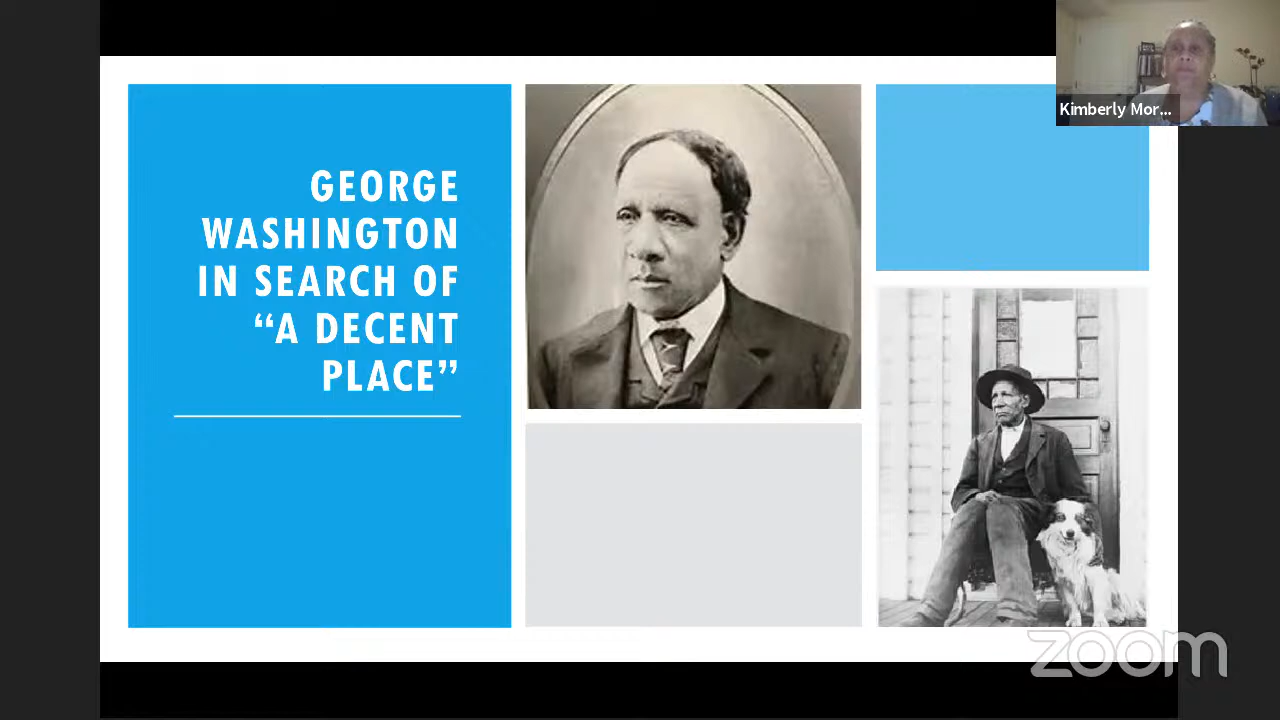 GEORGE
WASHINGTON
IN SEARCH OF
“A DECENT
PLACE”
Kimberly Mor...
zoom